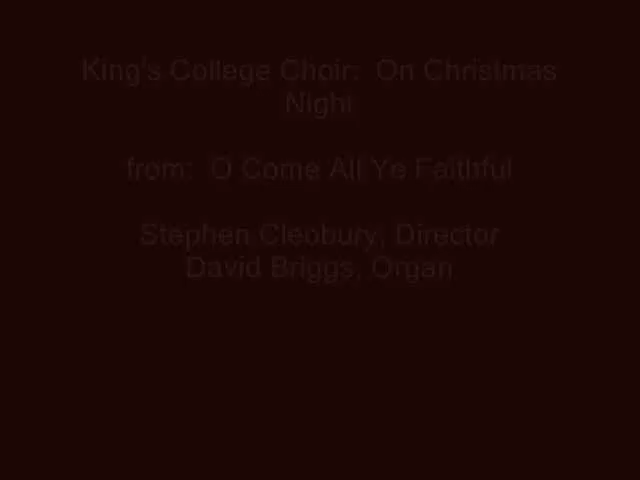 King's College Choir:  On Christmas
Night
from:  O Come All Ye Faithful
Stephen Cleobury, Director
David Briggs, Organ